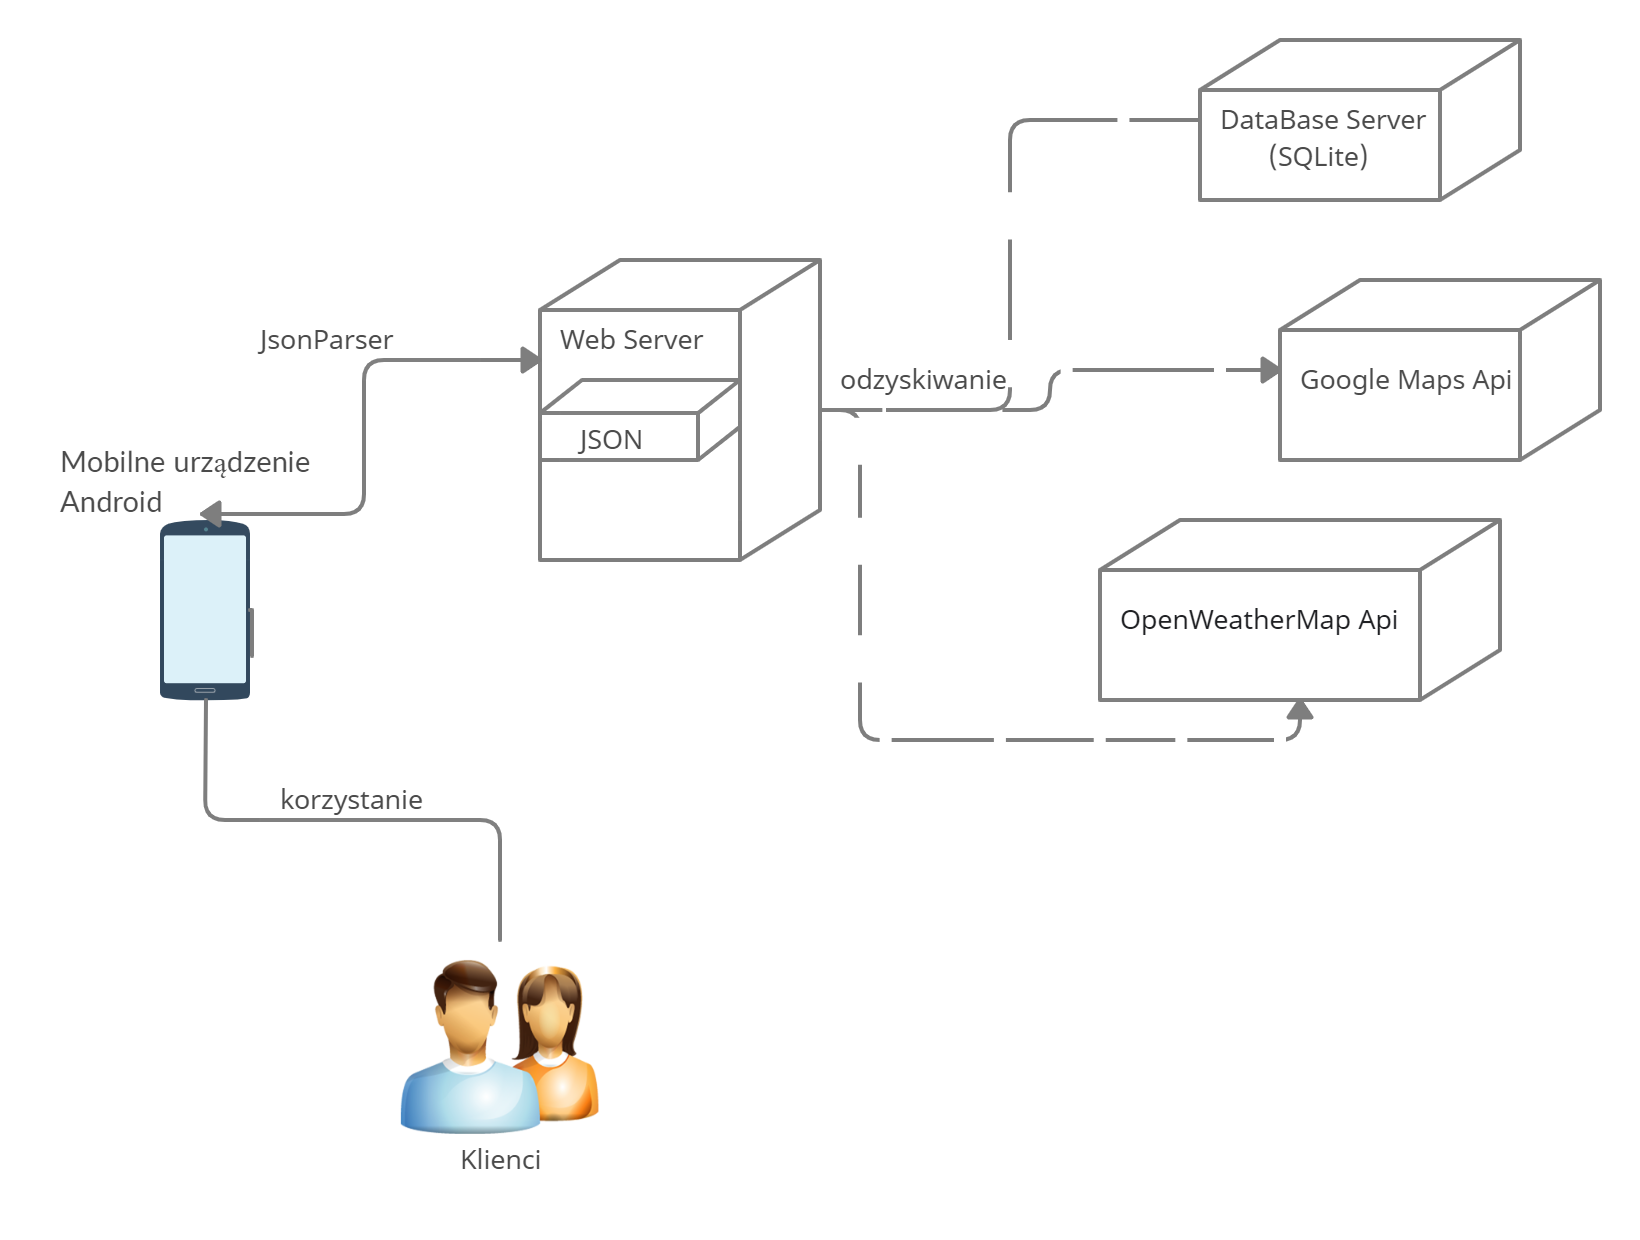 DataBase Server
(SQLite)
JsonParser
Web Server
odzyskiwanie
Google Maps Api
JSON
Mobilne urządzenie
Android
OpenWeatherMap Api
korzystanie
Klienci